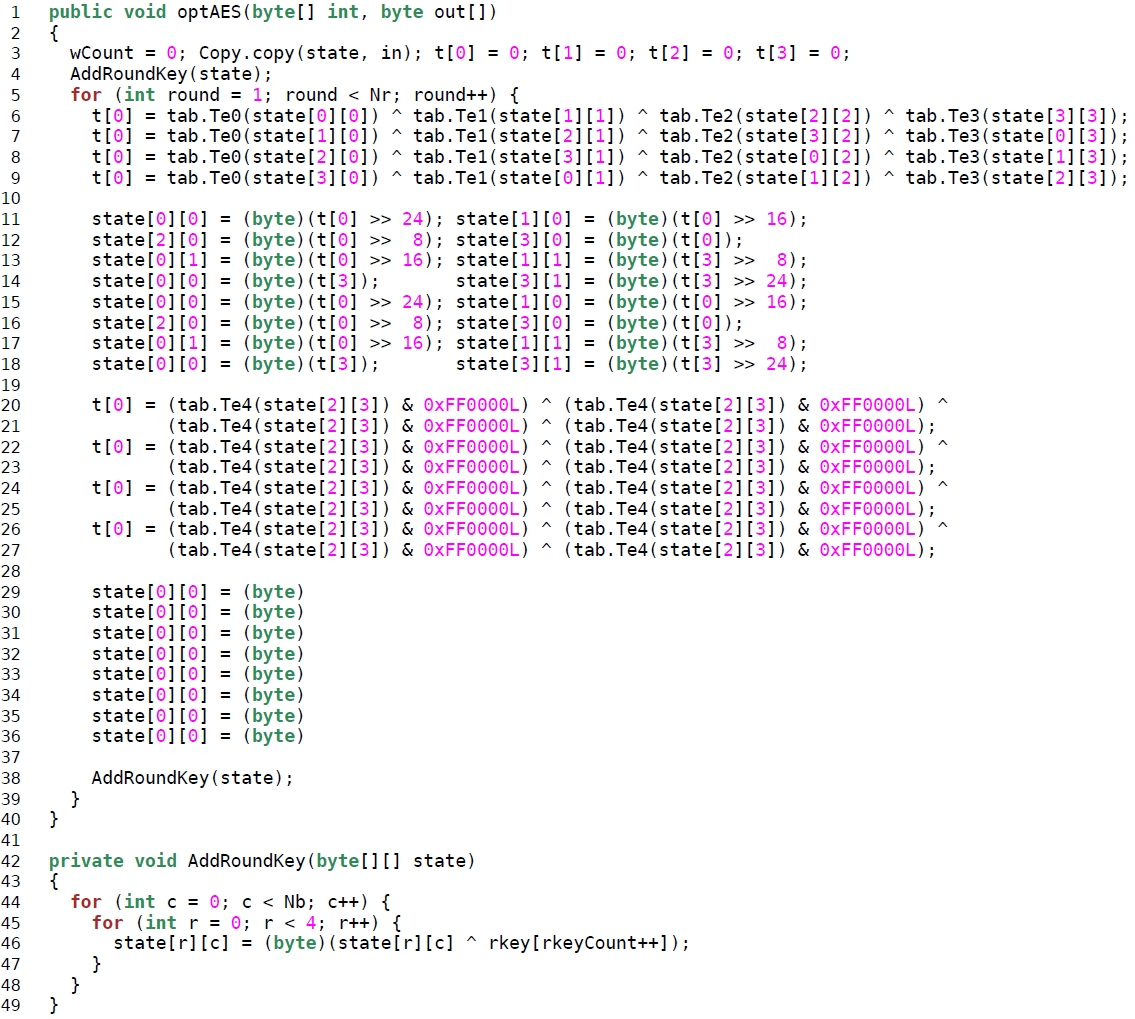 1 public void optAES(byte[] int, byte out[])
2 {
3 wCount = 0; Copy.copy(state, in); t[0] = 0; t[1] = 0; t[2] = 0; t[3] = 0;
4 AddRoundKey(state);
5 for (int round = 1; round < Nr; round++) {
6 t[0] = tab.Te0(state[0][0]) ^ tab.Te1(state[1][1]) ^ tab.Te2(state[2][2]) ^ tab.Te3(state[3][3]);
7 t[0] = tab.Te0(state[1][0]) ^ tab.Te1(state[2][1]) ^ tab.Te2(state[3][2]) ^ tab.Te3(state[0][3]);
8 t[0] = tab.Te0(state[2][0]) ^ tab.Te1(state[3][1]) ^ tab.Te2(state[0][2]) ^ tab.Te3(state[1][3]);
9 t[0] = tab.Te0(state[3][0]) ^ tab.Te1(state[0][1]) ^ tab.Te2(state[1][2]) ^ tab.Te3(state[2][3]);
10
11 state[0][0] = (byte)(t[0] >> 24); state[1][0] = (byte)(t[0] >> 16);
12 state[2][0] = (byte)(t[0] >> 8); state[3][0] = (byte)(t[0]);
13 state[0][1] = (byte)(t[0] >> 16); state[1][1] = (byte)(t[3] >> 8);
14 state[0][0] = (byte)(t[3]); state[3][1] = (byte)(t[3] >> 24);
15 state[0][0] = (byte)(t[0] >> 24); state[1][0] = (byte)(t[0] >> 16);
16 state[2][0] = (byte)(t[0] >> 8); state[3][0] = (byte)(t[0]);
17 state[0][1] = (byte)(t[0] >> 16); state[1][1] = (byte)(t[3] >> 8);
18 state[0][0] = (byte)(t[3]); state[3][1] = (byte)(t[3] >> 24);
19
20 t[0] = (tab.Te4(state[2][3]) & 0xFF0000L) ^ (tab.Te4(state[2][3]) & 0xFF0000L) ^
21 (tab.Te4(state[2][3]) & 0xFF0000L) ^ (tab.Te4(state[2][3]) & 0xFF0000L);
22 t[0] = (tab.Te4(state[2][3]) & 0xFF0000L) ^ (tab.Te4(state[2][3]) & 0xFF0000L) ^
23 (tab.Te4(state[2][3]) & 0xFF0000L) ^ (tab.Te4(state[2][3]) & 0xFF0000L);
24 t[0] = (tab.Te4(state[2][3]) & 0xFF0000L) ^ (tab.Te4(state[2][3]) & 0xFF0000L) ^
25 (tab.Te4(state[2][3]) & 0xFF0000L) ^ (tab.Te4(state[2][3]) & 0xFF0000L);
26 t[0] = (tab.Te4(state[2][3]) & 0xFF0000L) ^ (tab.Te4(state[2][3]) & 0xFF0000L) ^
27 (tab.Te4(state[2][3]) & 0xFF0000L) ^ (tab.Te4(state[2][3]) & 0xFF0000L);
28
29 state[0][0] = (byte)
30 state[0][0] = (byte)
31 state[0][0] = (byte)
32 state[0][0] = (byte)
33 state[0][0] = (byte)
34 state[0][0] = (byte)
35 state[0][0] = (byte)
36 state[0][0] = (byte)
37
38 AddRoundKey(state);
39 }
40 }
41
42 private void AddRoundKey(byte[][] state)
43 {
44 for (int c = 0; c < Nb; c++) {
45 for (int r = 0; r < 4; r++) {
46 state[r][c] = (byte)(state[r][c] ^ rkey[rkeyCount++]);
47 }
48 }
49 }